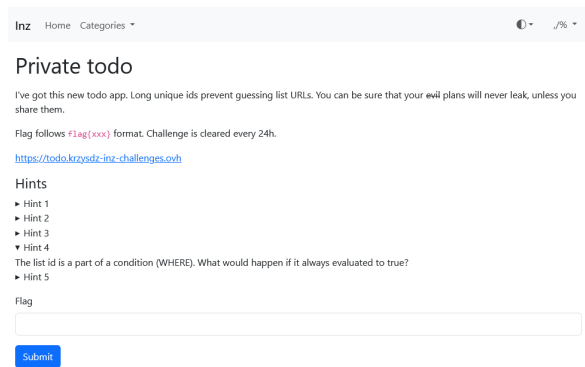 Inz Home Categories ,/%
Private todo
I've got this new todo app. Long unique ids prevent guessing list URLs. You can be sure that your evil plans will never leak, unless you
share them.
Flag follows flag{xxx} format. Challenge is cleared every 24h.
https://todo.krzysdz-inz-challenges.ovh
Hints
▸ Hint 1
▸ Hint 2
▸ Hint 3
▾ Hint 4
The list id is a part of a condition (WHERE). What would happen if it always evaluated to true?
▸ Hint 5
Flag
Submit